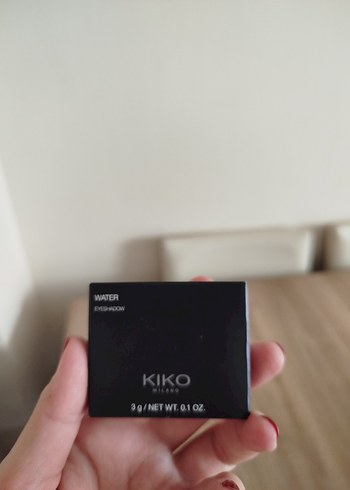 WATER
EYESHADOW
KIKO
MILANO
3 g / NET WT. 0.1 OZ.